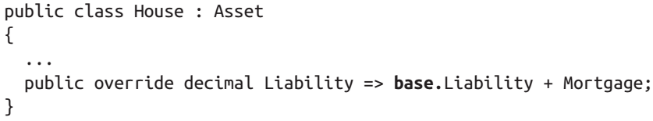 public class House : Asset
{
  ...
  public override decimal Liability => base.Liability + Mortgage;
}